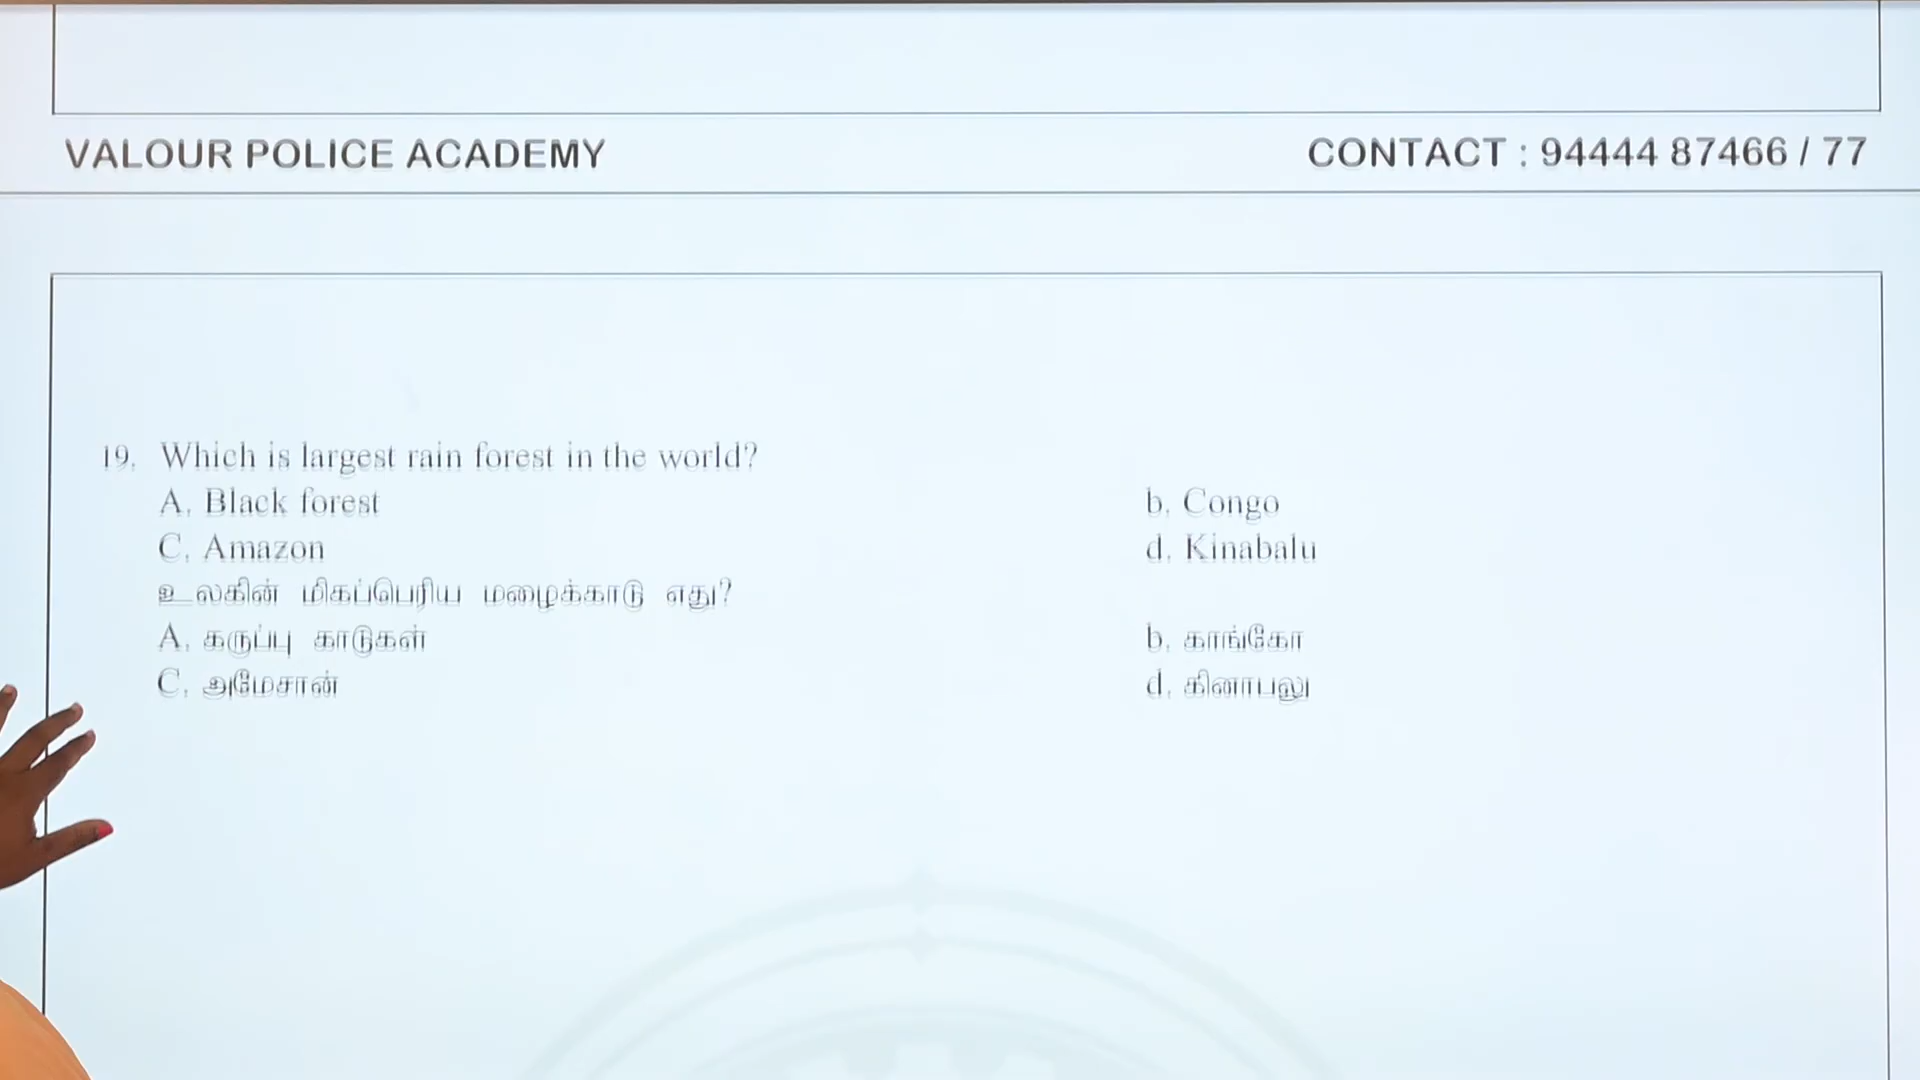 VALOUR POLICE ACADEMY CONTACT : 94444 87466 / 77
19. Which is largest rain forest in the world?
A. Black forest b. Congo
C. Amazon d. Kinabalu
உலகின் மிகப்பெரிய மழைக்காடு எது?
A. கருப்பு காடுகள் b. காங்கோ
C. அமேசான் d. கினாபலு